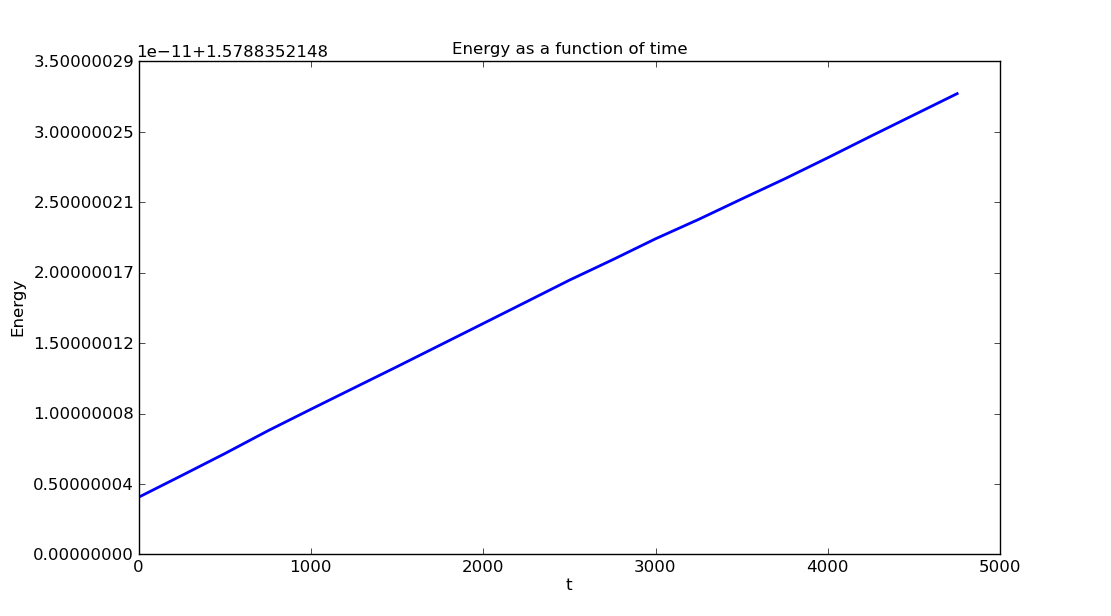 Energy as a function of time
1e−11+1.5788352148
3.50000029
3.00000025
2.50000021
2.00000017
1.50000012
1.00000008
0.50000004
0.00000000
Energy
0 1000 2000 3000 4000 5000
t